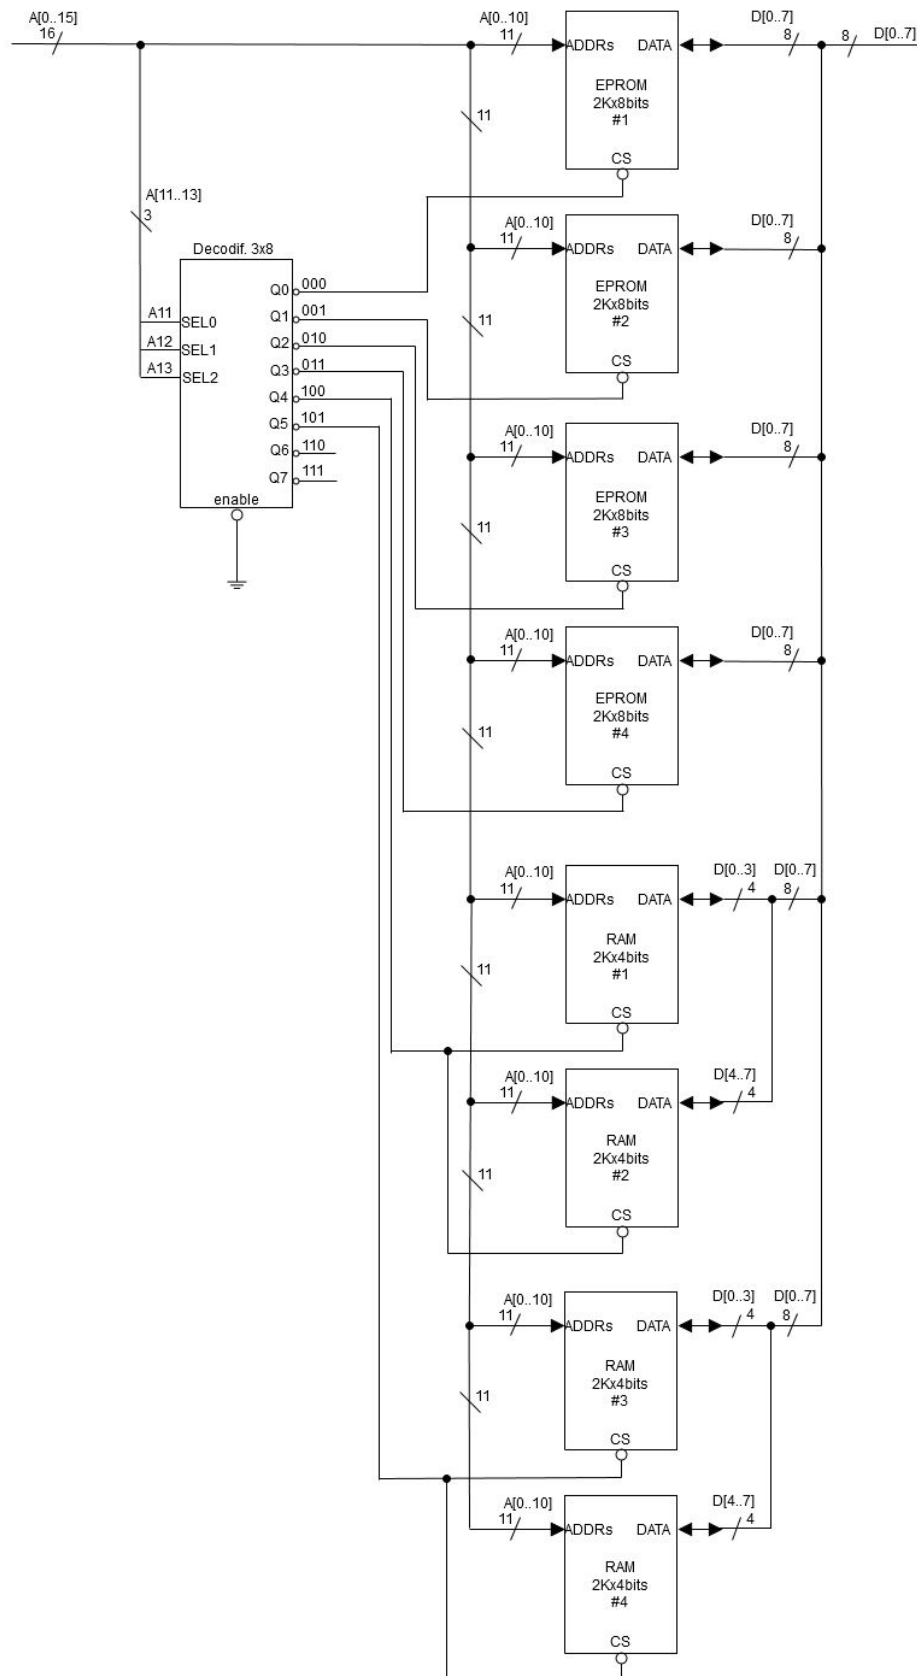 A[0..15]
16
A[0..10]
11
ADDRs DATA
D[0..7]
8
8
D[0..7]
EPROM
2Kx8bits
#1
CS
11
A[11..13]
3
A[0..10]
11
ADDRs DATA
D[0..7]
8
EPROM
2Kx8bits
#2
CS
11
Decodif. 3x8
A11
SEL0
A12
SEL1
A13
SEL2
Q0 000
Q1 001
Q2 010
Q3 011
Q4 100
Q5 101
Q6 110
Q7 111
enable
A[0..10]
11
ADDRs DATA
D[0..7]
8
EPROM
2Kx8bits
#3
CS
11
A[0..10]
11
ADDRs DATA
D[0..7]
8
EPROM
2Kx8bits
#4
CS
11
A[0..10]
11
ADDRs DATA
D[0..3]
4
D[0..7]
8
RAM
2Kx4bits
#1
CS
11
A[0..10]
11
ADDRs DATA
D[4..7]
4
RAM
2Kx4bits
#2
CS
11
A[0..10]
11
ADDRs DATA
D[0..3]
4
D[0..7]
8
RAM
2Kx4bits
#3
CS
11
A[0..10]
11
ADDRs DATA
D[4..7]
4
RAM
2Kx4bits
#4
CS